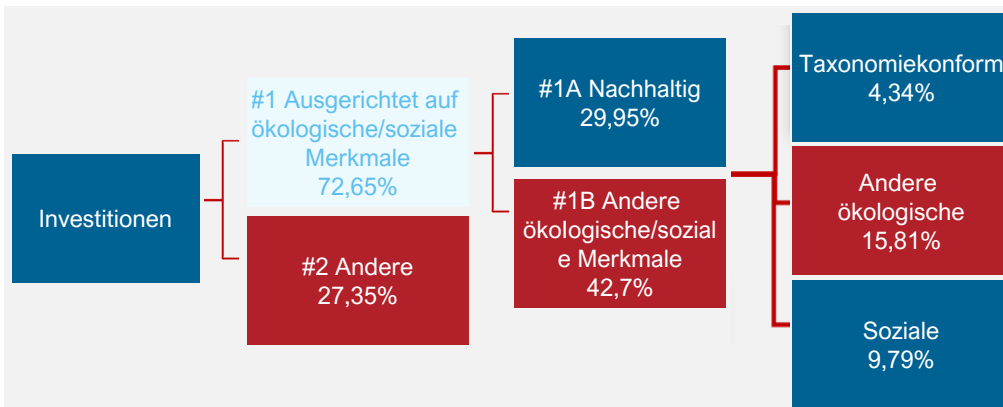 Investitionen
#1 Ausgerichtet auf
ökologische/soziale
Merkmale
72,65%
#2 Andere
27,35%
#1A Nachhaltig
29,95%
#1B Andere
ökologische/sozial
e Merkmale
42,7%
Taxonomiekonform
4,34%
Andere
ökologische
15,81%
Soziale
9,79%